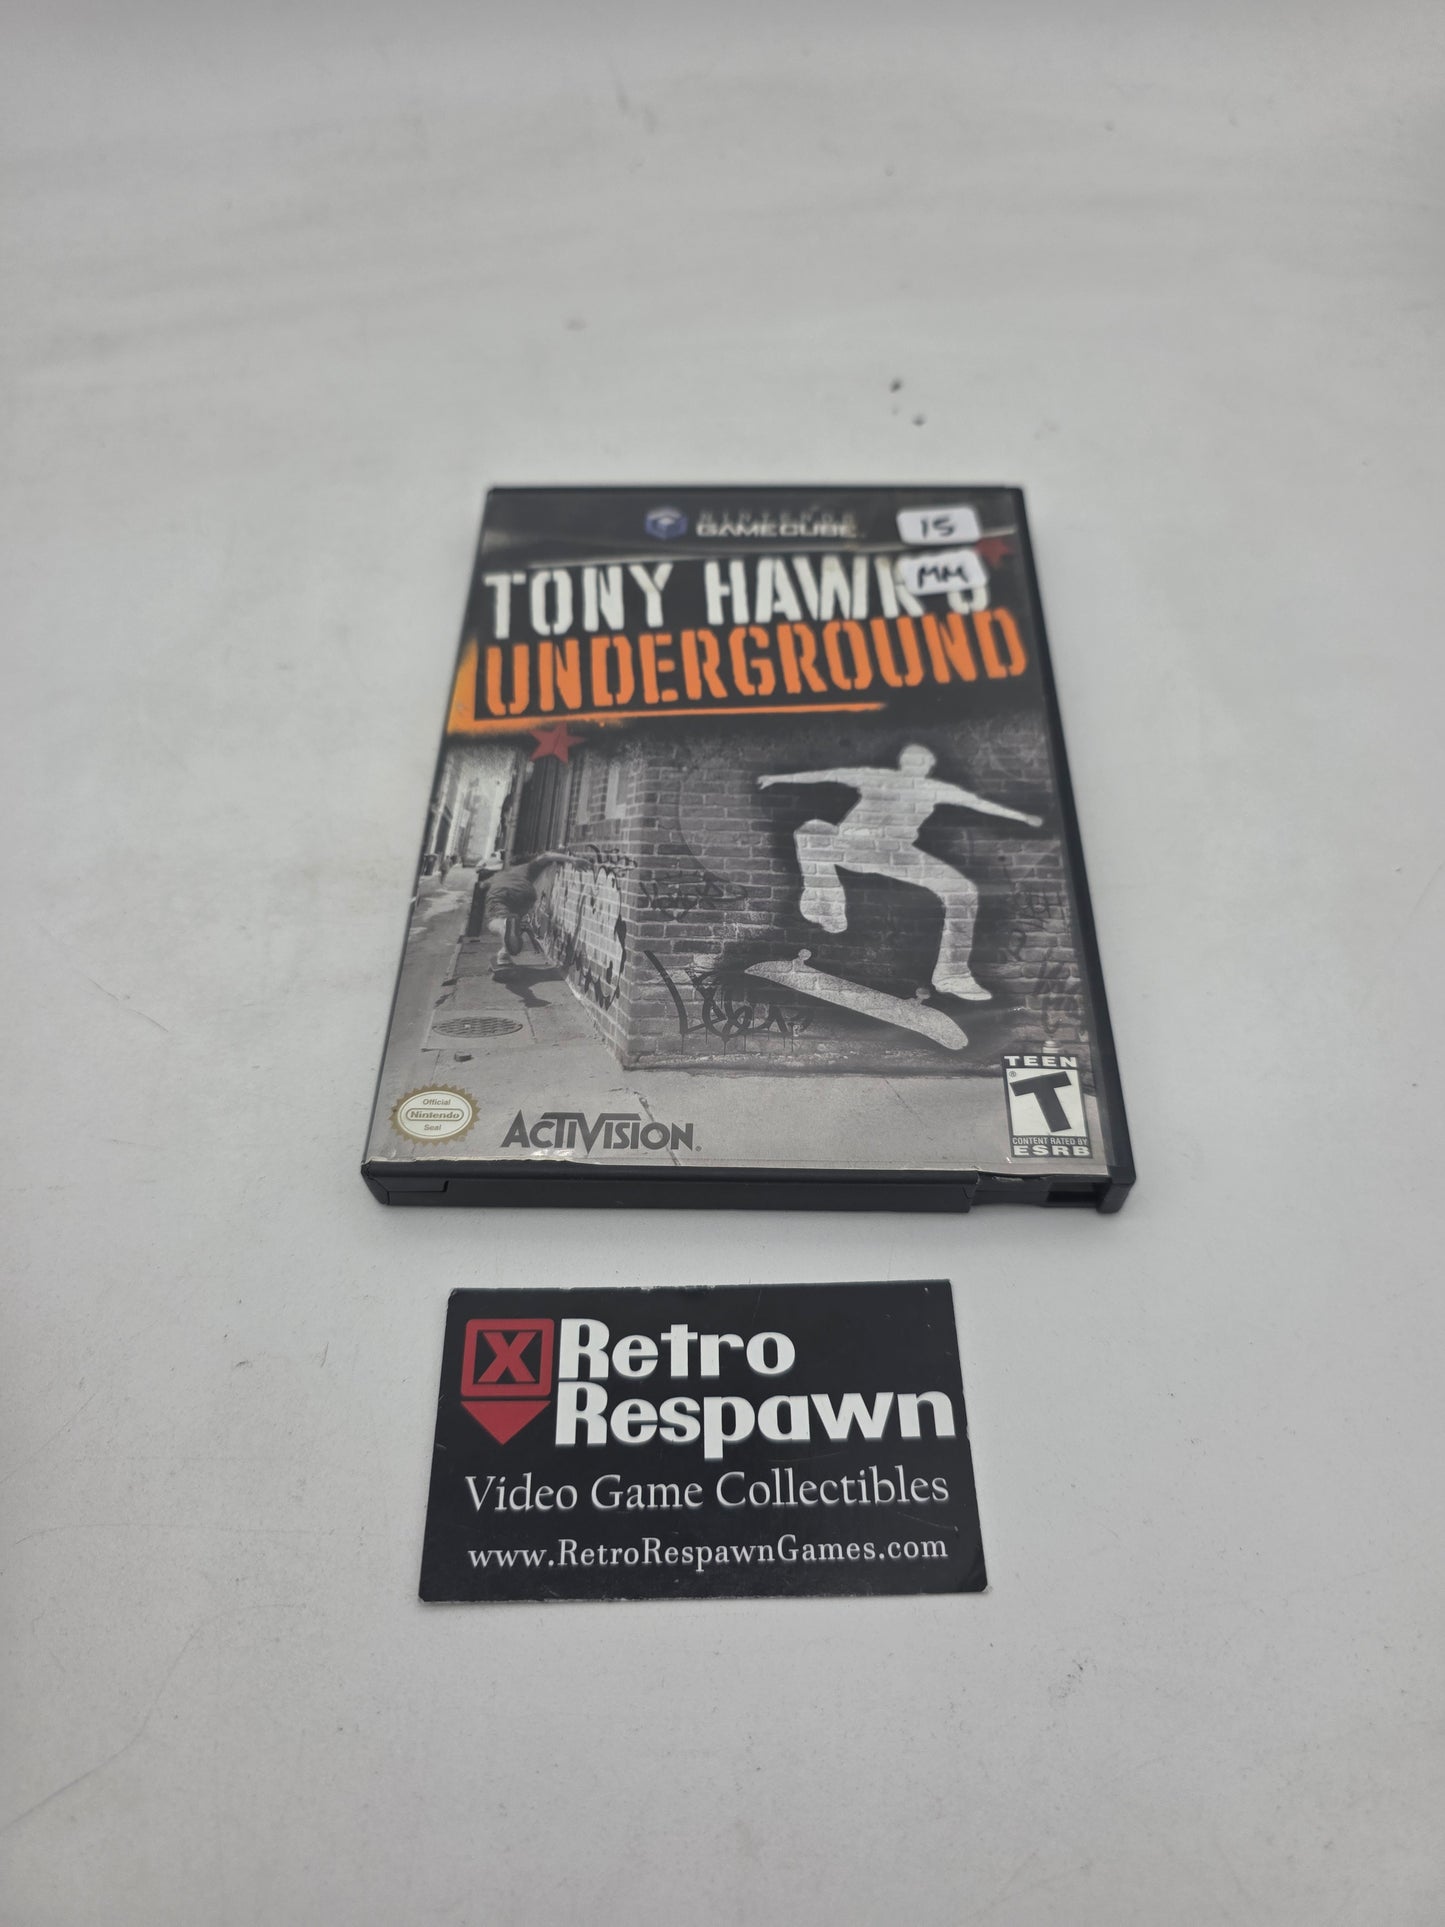 NINTENDO
GAMECUBE
15
MM
TONY HAWK'S
UNDERGROUND
TEEN
T
CONTENT RATED BY
ESRB
Official
Nintendo
Seal
ACTIVISION.
X Retro
Respawn
Video Game Collectibles
www.RetroRespawnGames.com